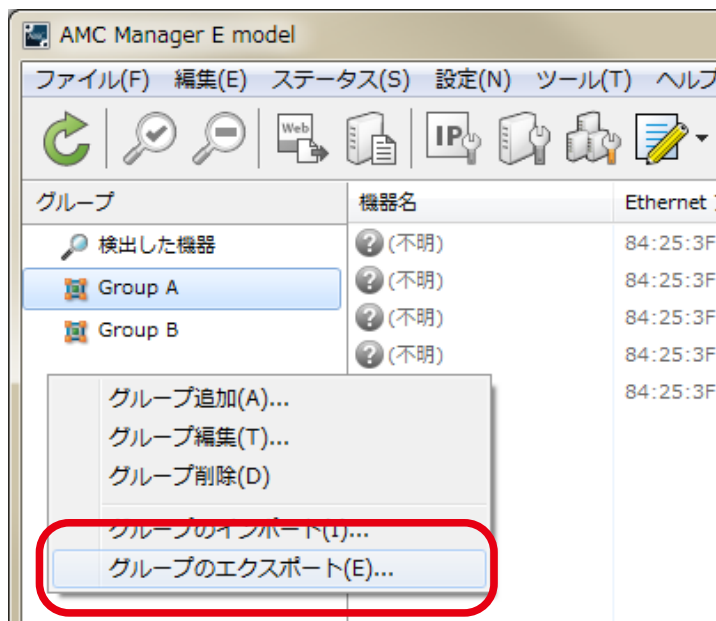 AMC Manager E model
ファイル(F) 編集(E) ステータス(S) 設定(N) ツール(T) ヘルプ
Web
IP
グループ 機器名 Ethernet
検出した機器 (不明) 84:25:3F
Group A (不明) 84:25:3F
Group B (不明) 84:25:3F
(不明) 84:25:3F
84:25:3F
グループ追加(A)...
グループ編集(T)...
グループ削除(D)
グループのインポート(I)...
グループのエクスポート(E)...